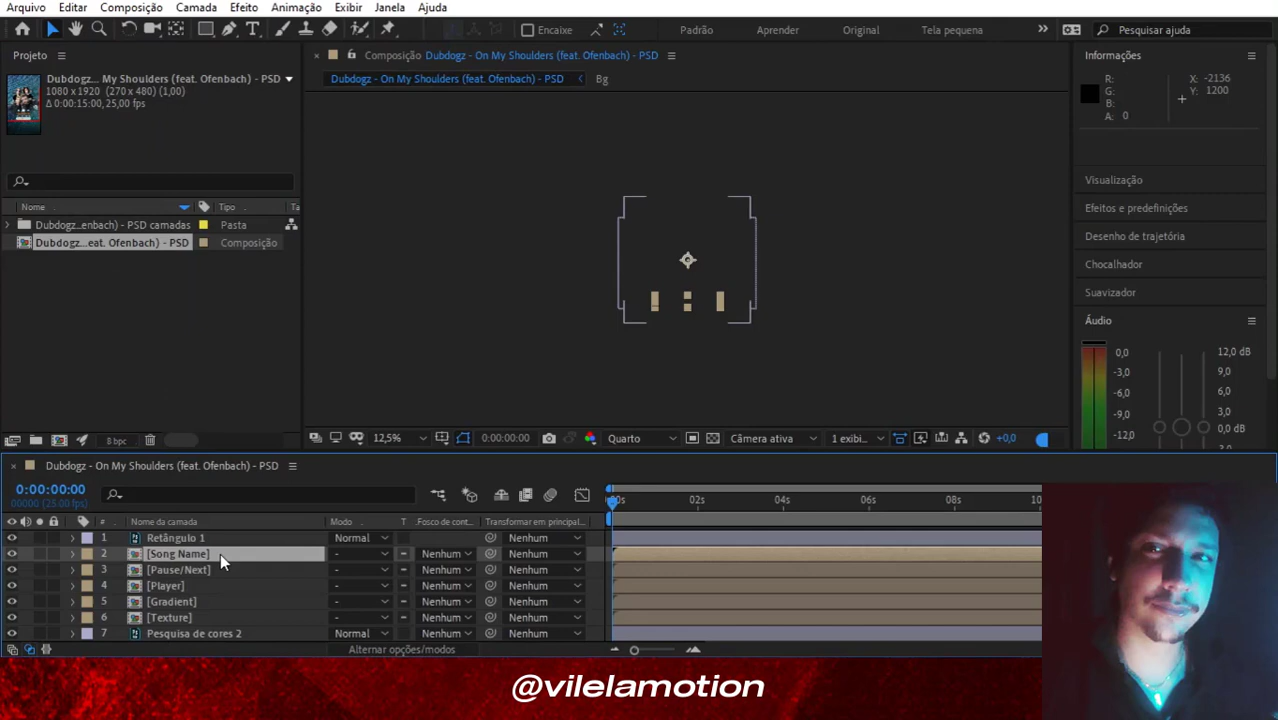 Arquivo Editar Composição Camada Efeito Animação Exibir Janela Ajuda
Encaixe Padrão Aprender Original Tela pequena Pesquisar ajuda
Projeto
Dubdogz... My Shoulders (feat. Ofenbach) - PSD
1080 x 1920 (270 x 480) (1,00)
Δ 0:00:15:00, 25,00 fps
Nome Tipo Ta
Dubdogz...enbach) - PSD camadas Pasta
Dubdogz...eat. Ofenbach) - PSD Composição
8 bpc
Composição Dubdogz - On My Shoulders (feat. Ofenbach) - PSD
Dubdogz - On My Shoulders (feat. Ofenbach) - PSD Bg
12,5% 0:00:00:00 Quarto Câmera ativa 1 exibi... +0,0
Informações
R: X: -2136
G: Y: 1200
B:
A: 0
Visualização
Efeitos e predefinições
Desenho de trajetória
Chocalhador
Suavizador
Áudio
0,0 12,0 dB
-3,0 9,0
-6,0 6,0
-9,0 3,0
-12,0 0,0 dB
Dubdogz - On My Shoulders (feat. Ofenbach) - PSD
0:00:00:00
00000 (25.00 fps)
00s 02s 04s 06s 08s 10
# Nome da camada Modo T .Fosco de cont... Transformar em principal...
1 Retângulo 1 Normal Nenhum
2 [Song Name] - Nenhum Nenhum
3 [Pause/Next] - Nenhum Nenhum
4 [Player] - Nenhum Nenhum
5 [Gradient] - Nenhum Nenhum
6 [Texture] - Nenhum Nenhum
7 Pesquisa de cores 2 Normal Nenhum
Alternar opções/modos
@vilelamotion